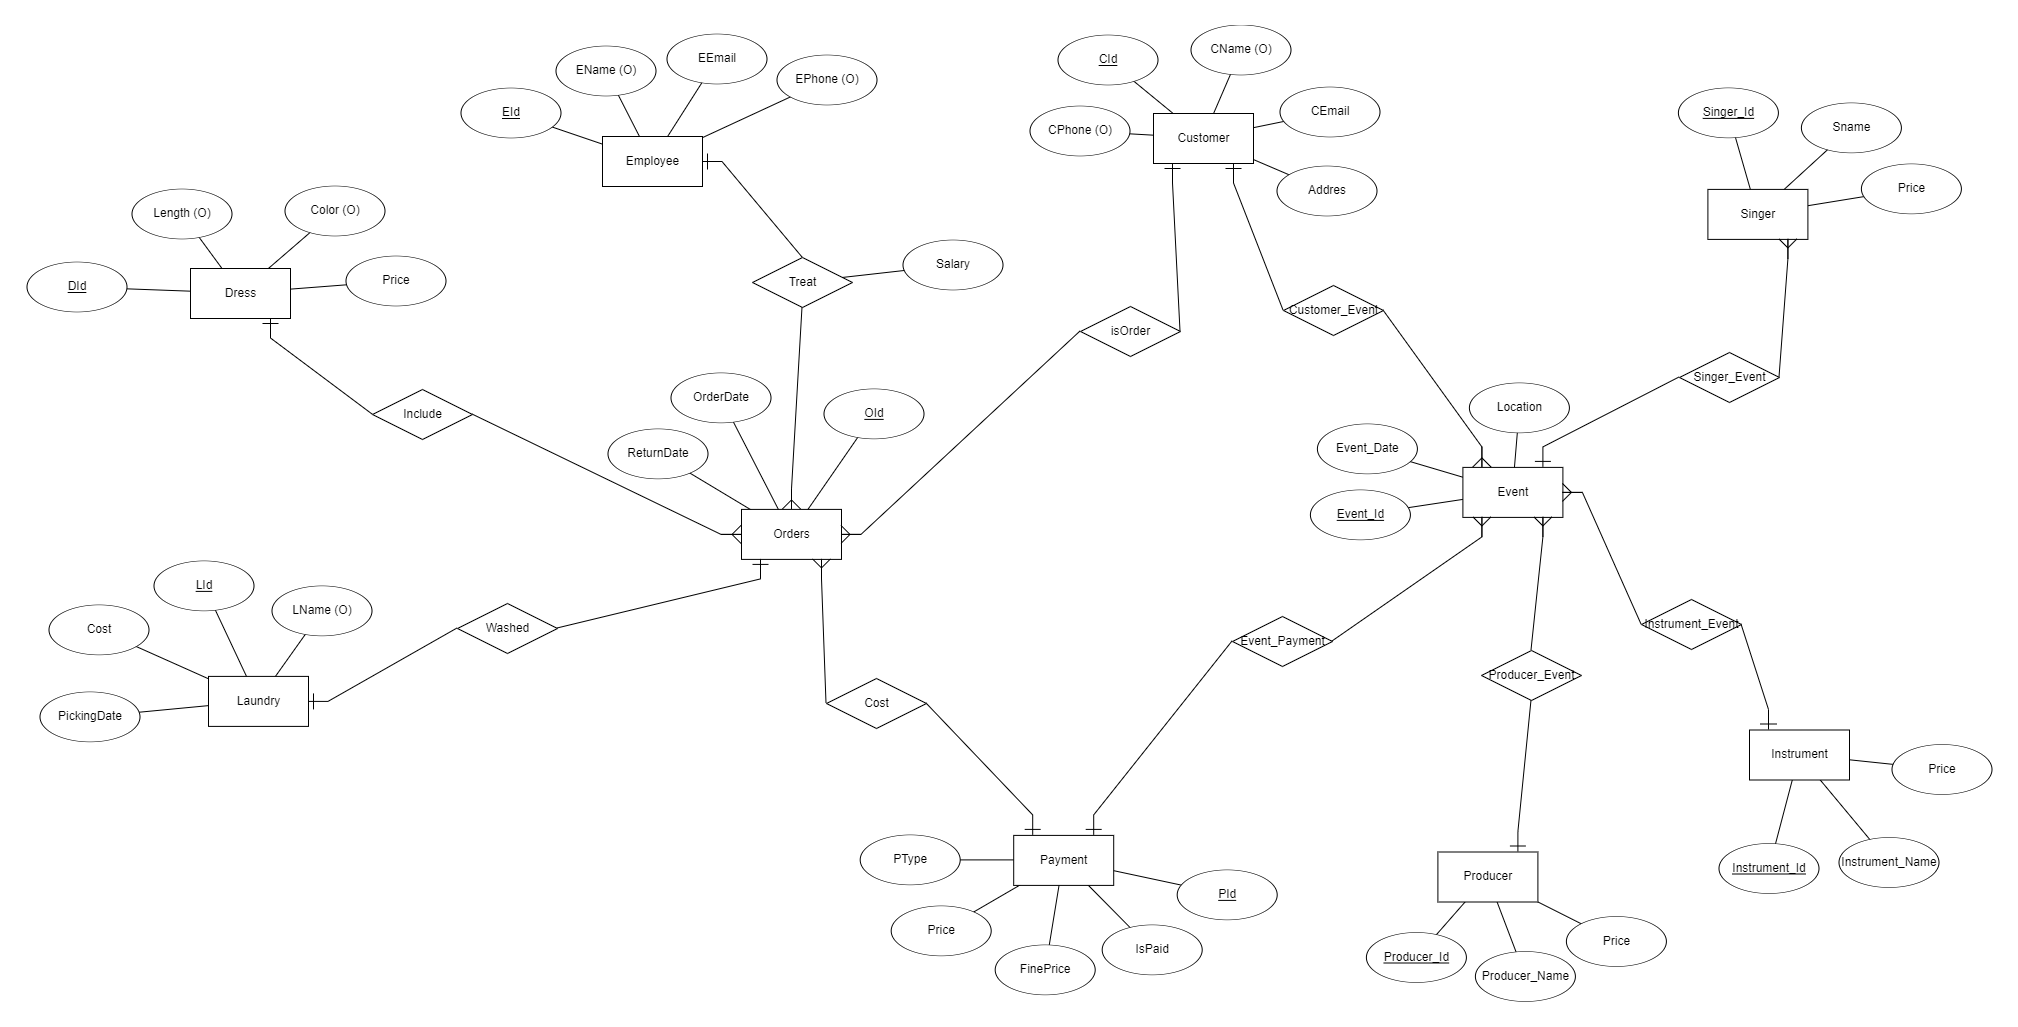 CId
CName (O)
EName (O)
EEmail
EPhone (O)
EId
CPhone (O)
Customer
CEmail
Addres
Employee
Singer_Id
Sname
Price
Singer
Length (O)
Color (O)
DId
Dress
Price
Treat
Salary
Customer_Event
isOrder
Singer_Event
Include
OrderDate
OId
ReturnDate
Location
Event_Date
Event
Event_Id
Orders
LId
LName (O)
Cost
Washed
Laundry
PickingDate
Cost
Event_Payment
Producer_Event
Instrument_Event
Instrument
Price
Instrument_Name
Instrument_Id
PType
Payment
PId
Price
FinePrice
IsPaid
Producer
Price
Producer_Id
Producer_Name